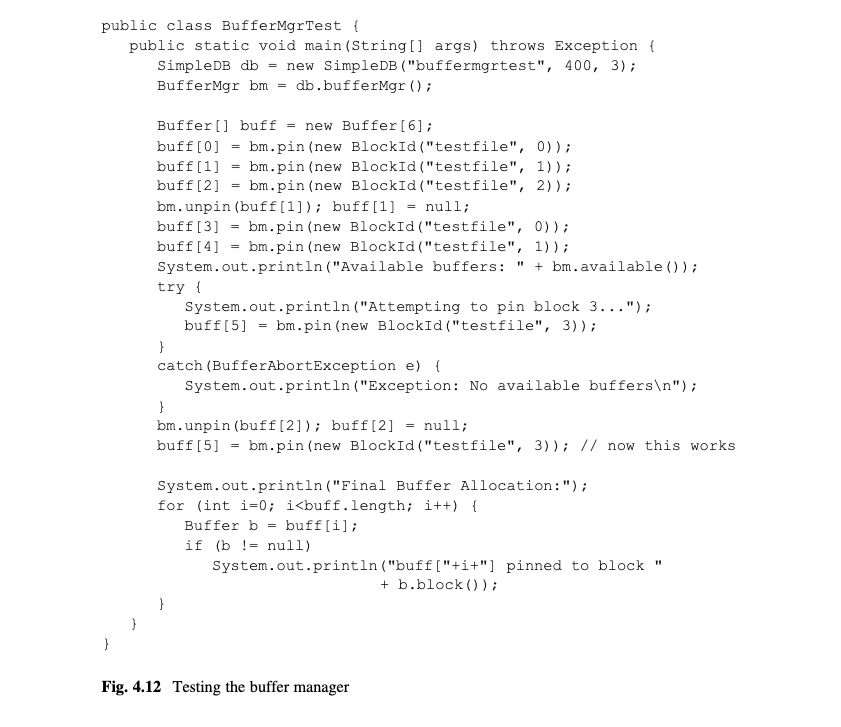 public class BufferMgrTest {
   public static void main(String[] args) throws Exception {
      SimpleDB db = new SimpleDB("buffermgrtest", 400, 3);
      BufferMgr bm = db.bufferMgr();

      Buffer[] buff = new Buffer[6];
      buff[0] = bm.pin(new BlockId("testfile", 0));
      buff[1] = bm.pin(new BlockId("testfile", 1));
      buff[2] = bm.pin(new BlockId("testfile", 2));
      bm.unpin(buff[1]); buff[1] = null;
      buff[3] = bm.pin(new BlockId("testfile", 0));
      buff[4] = bm.pin(new BlockId("testfile", 1));
      System.out.println("Available buffers: " + bm.available());
      try {
         System.out.println("Attempting to pin block 3...");
         buff[5] = bm.pin(new BlockId("testfile", 3));
      }
      catch(BufferAbortException e) {
         System.out.println("Exception: No available buffers\n");
      }
      bm.unpin(buff[2]); buff[2] = null;
      buff[5] = bm.pin(new BlockId("testfile", 3)); // now this works

      System.out.println("Final Buffer Allocation:");
      for (int i=0; i<buff.length; i++) {
         Buffer b = buff[i];
         if (b != null)
            System.out.println("buff["+i+"] pinned to block "
                              + b.block());
      }
   }
}
Fig. 4.12 Testing the buffer manager